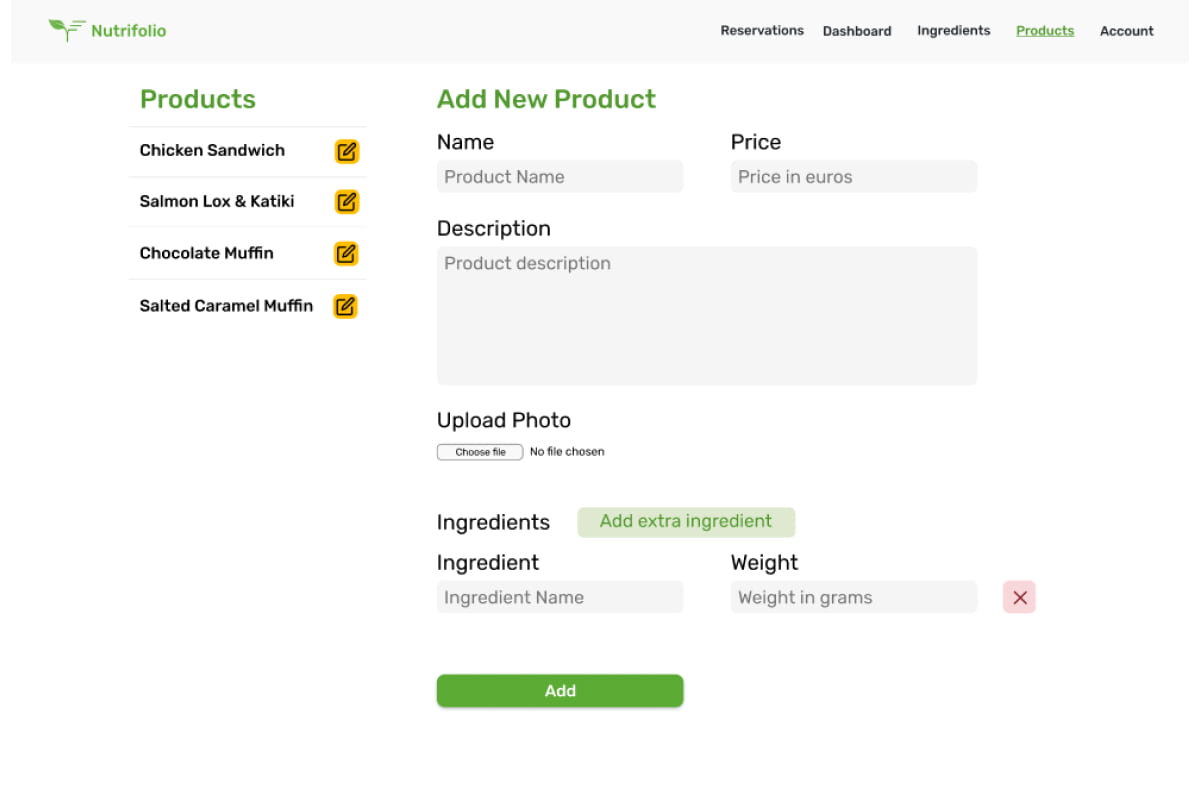 Nutrifolio
Reservations Dashboard Ingredients Products Account
Products
Chicken Sandwich
Salmon Lox & Katiki
Chocolate Muffin
Salted Caramel Muffin
Add New Product
Name Price
Product Name Price in euros
Description
Product description
Upload Photo
Choose file No file chosen
Ingredients Add extra ingredient
Ingredient Weight
Ingredient Name Weight in grams
Add